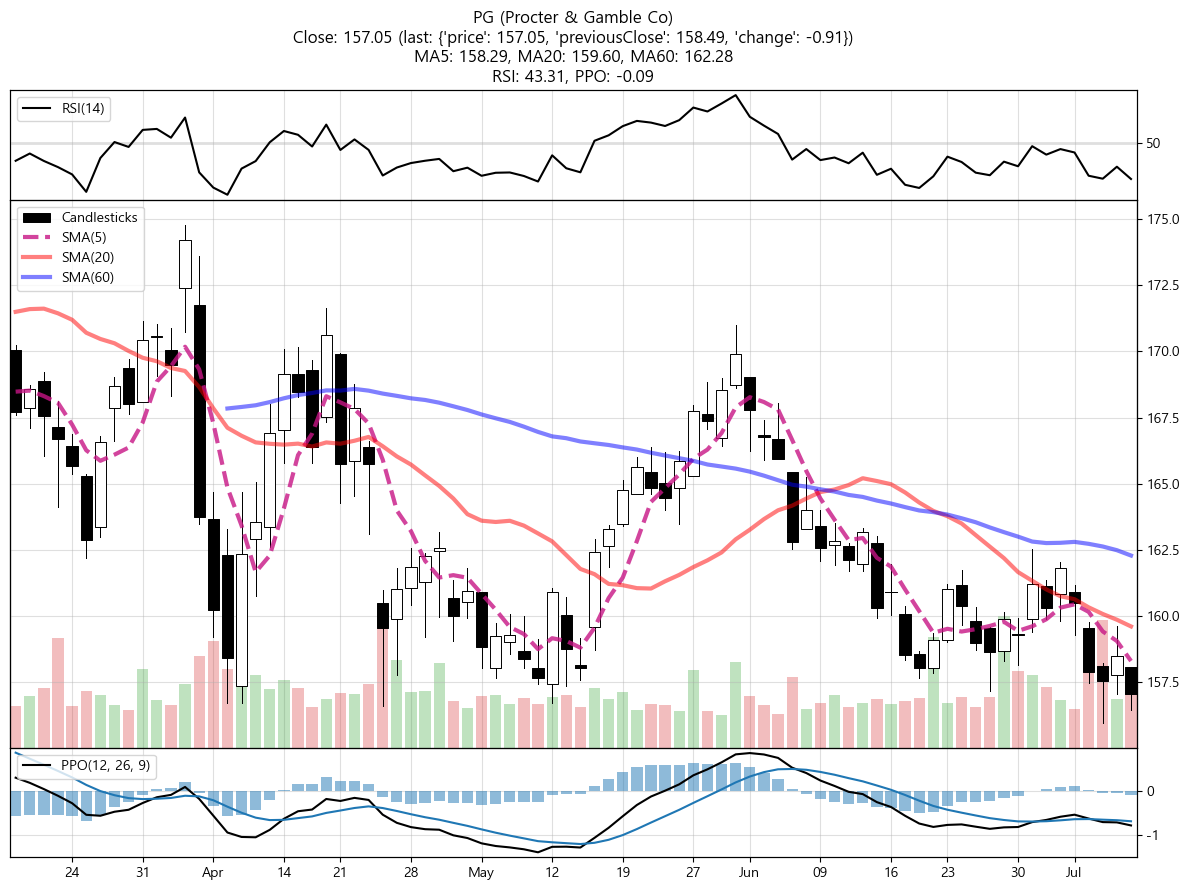 PG (Procter & Gamble Co)
Close: 157.05 (last: {'price': 157.05, 'previousClose': 158.49, 'change': -0.91})
MA5: 158.29, MA20: 159.60, MA60: 162.28
RSI: 43.31, PPO: -0.09
RSI(14)
50
Candlesticks
SMA(5)
SMA(20)
SMA(60)
175.0
172.5
170.0
167.5
165.0
162.5
160.0
157.5
PPO(12, 26, 9)
0
-1
24 31 Apr 14 21 28 May 12 19 27 Jun 09 16 23 30 Jul